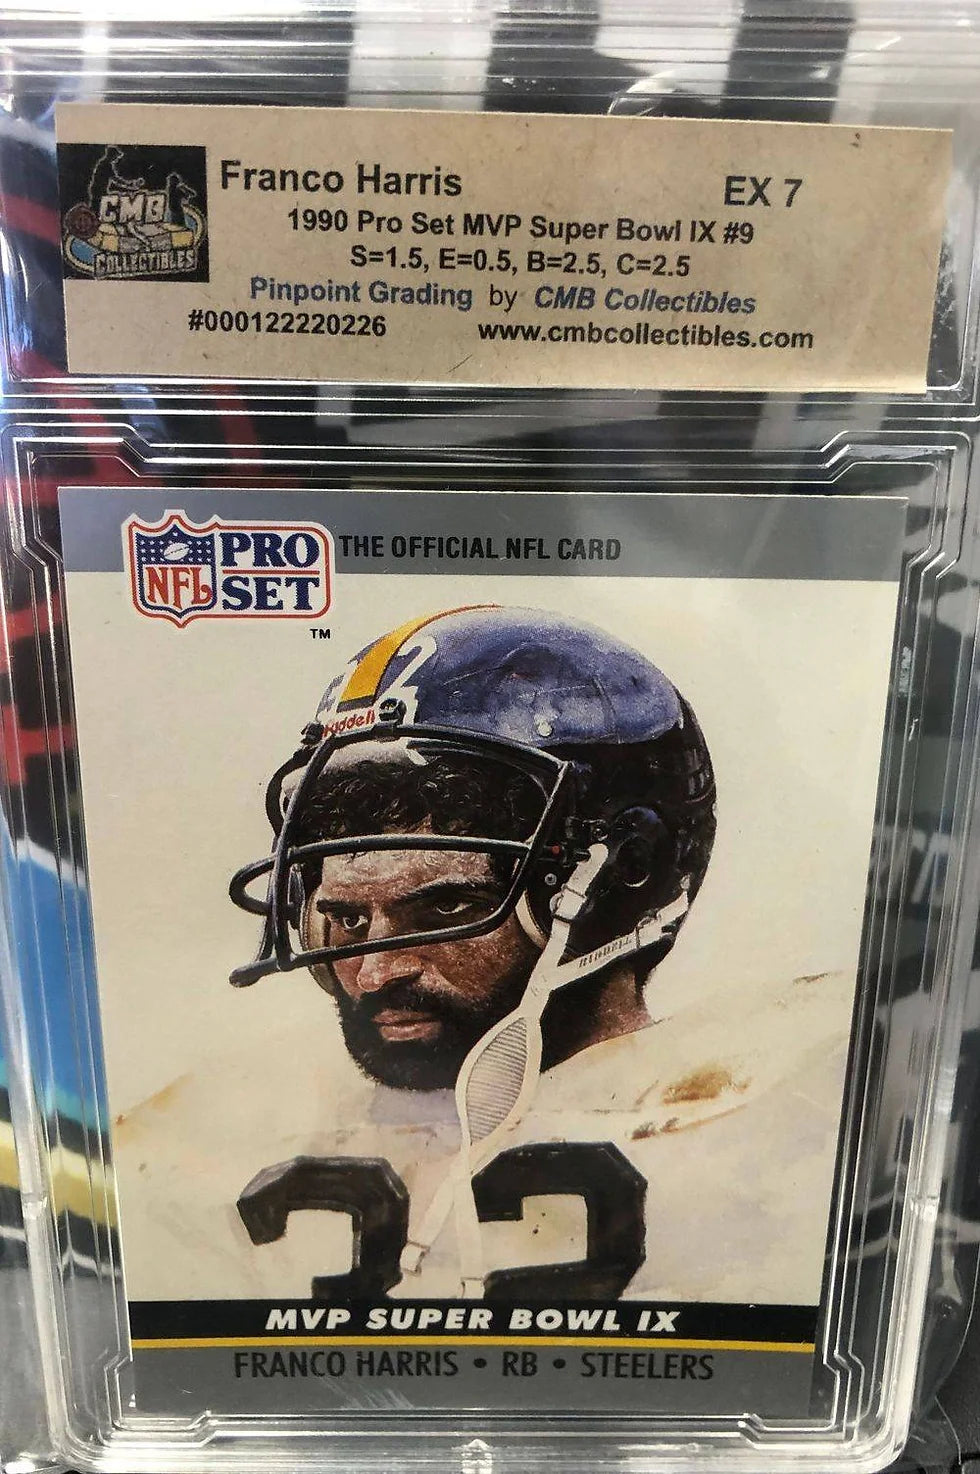 CMB
COLLECTIBLES
Franco Harris
EX 7
1990 Pro Set MVP Super Bowl IX #9
S=1.5, E=0.5, B=2.5, C=2.5
Pinpoint Grading by CMB Collectibles
#000122220226
www.cmbcollectibles.com
NFL
PRO
SET
TM
THE OFFICIAL NFL CARD
32
Riddell
RIDDELL
32
MVP SUPER BOWL IX
FRANCO HARRIS • RB • STEELERS